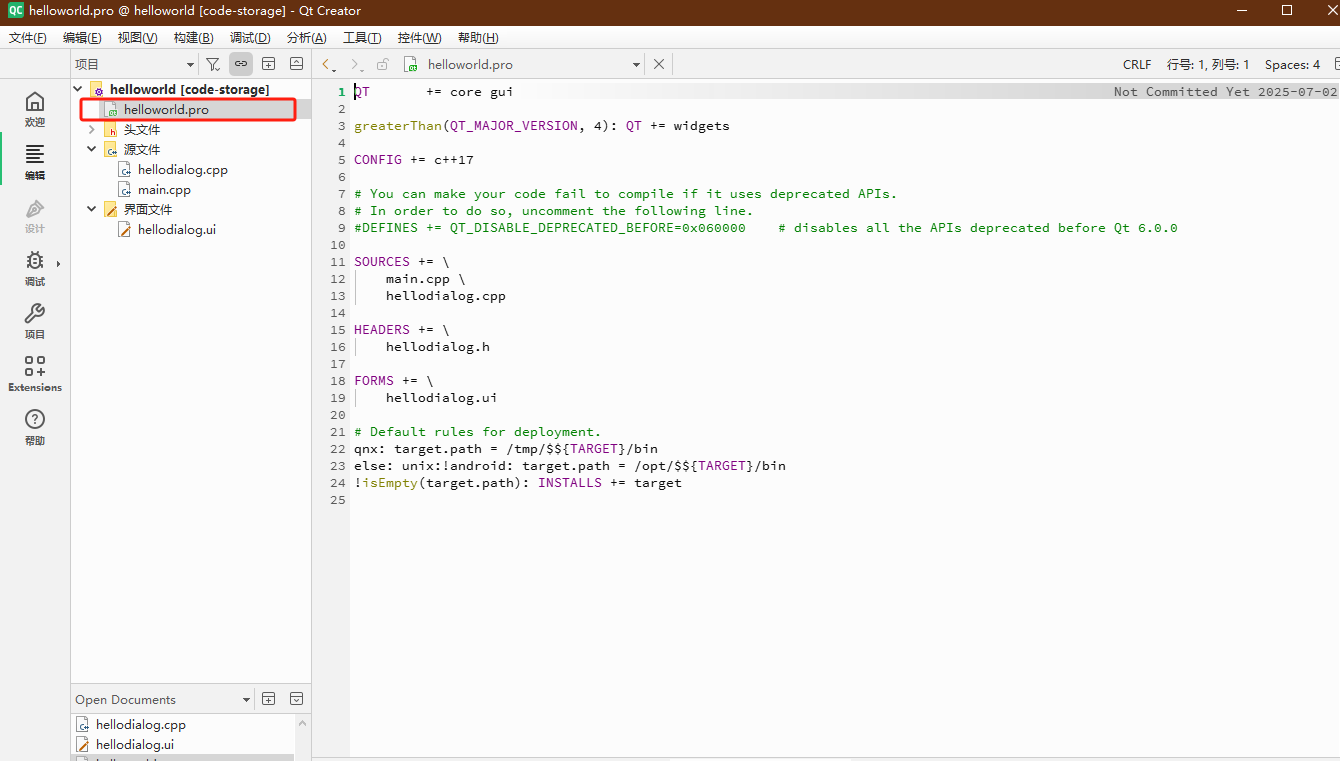 QC helloworld.pro @ helloworld [code-storage] - Qt Creator
文件(F) 编辑(E) 视图(V) 构建(B) 调试(D) 分析(A) 工具(T) 控件(W) 帮助(H)
项目
helloworld.pro
CRLF 行号: 1, 列号: 1 Spaces: 4
欢迎
编辑
设计
调试
项目
Extensions
帮助
helloworld [code-storage]
helloworld.pro
头文件
源文件
hellodialog.cpp
main.cpp
界面文件
hellodialog.ui
Open Documents
hellodialog.cpp
hellodialog.ui
1 QT       += core gui Not Committed Yet 2025-07-02
2
3 greaterThan(QT_MAJOR_VERSION, 4): QT += widgets
4
5 CONFIG += c++17
6
7 # You can make your code fail to compile if it uses deprecated APIs.
8 # In order to do so, uncomment the following line.
9 #DEFINES += QT_DISABLE_DEPRECATED_BEFORE=0x060000    # disables all the APIs deprecated before Qt 6.0.0
10
11 SOURCES += \
12     main.cpp \
13     hellodialog.cpp
14
15 HEADERS += \
16     hellodialog.h
17
18 FORMS += \
19     hellodialog.ui
20
21 # Default rules for deployment.
22 qnx: target.path = /tmp/$${TARGET}/bin
23 else: unix:!android: target.path = /opt/$${TARGET}/bin
24 !isEmpty(target.path): INSTALLS += target
25